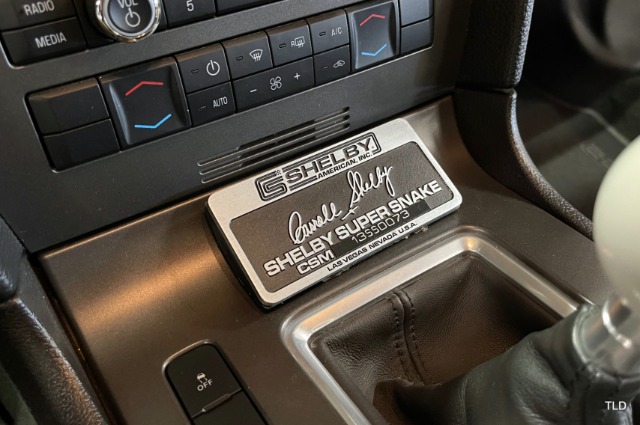 RADIO
MEDIA
VOL
5
R
A/C
AUTO
- +
CS SHELBY
AMERICAN, INC.
Carroll Shelby
SHELBY SUPER SNAKE
CSM 13SS0073
LAS VEGAS NEVADA U.S.A.
OFF
TLD